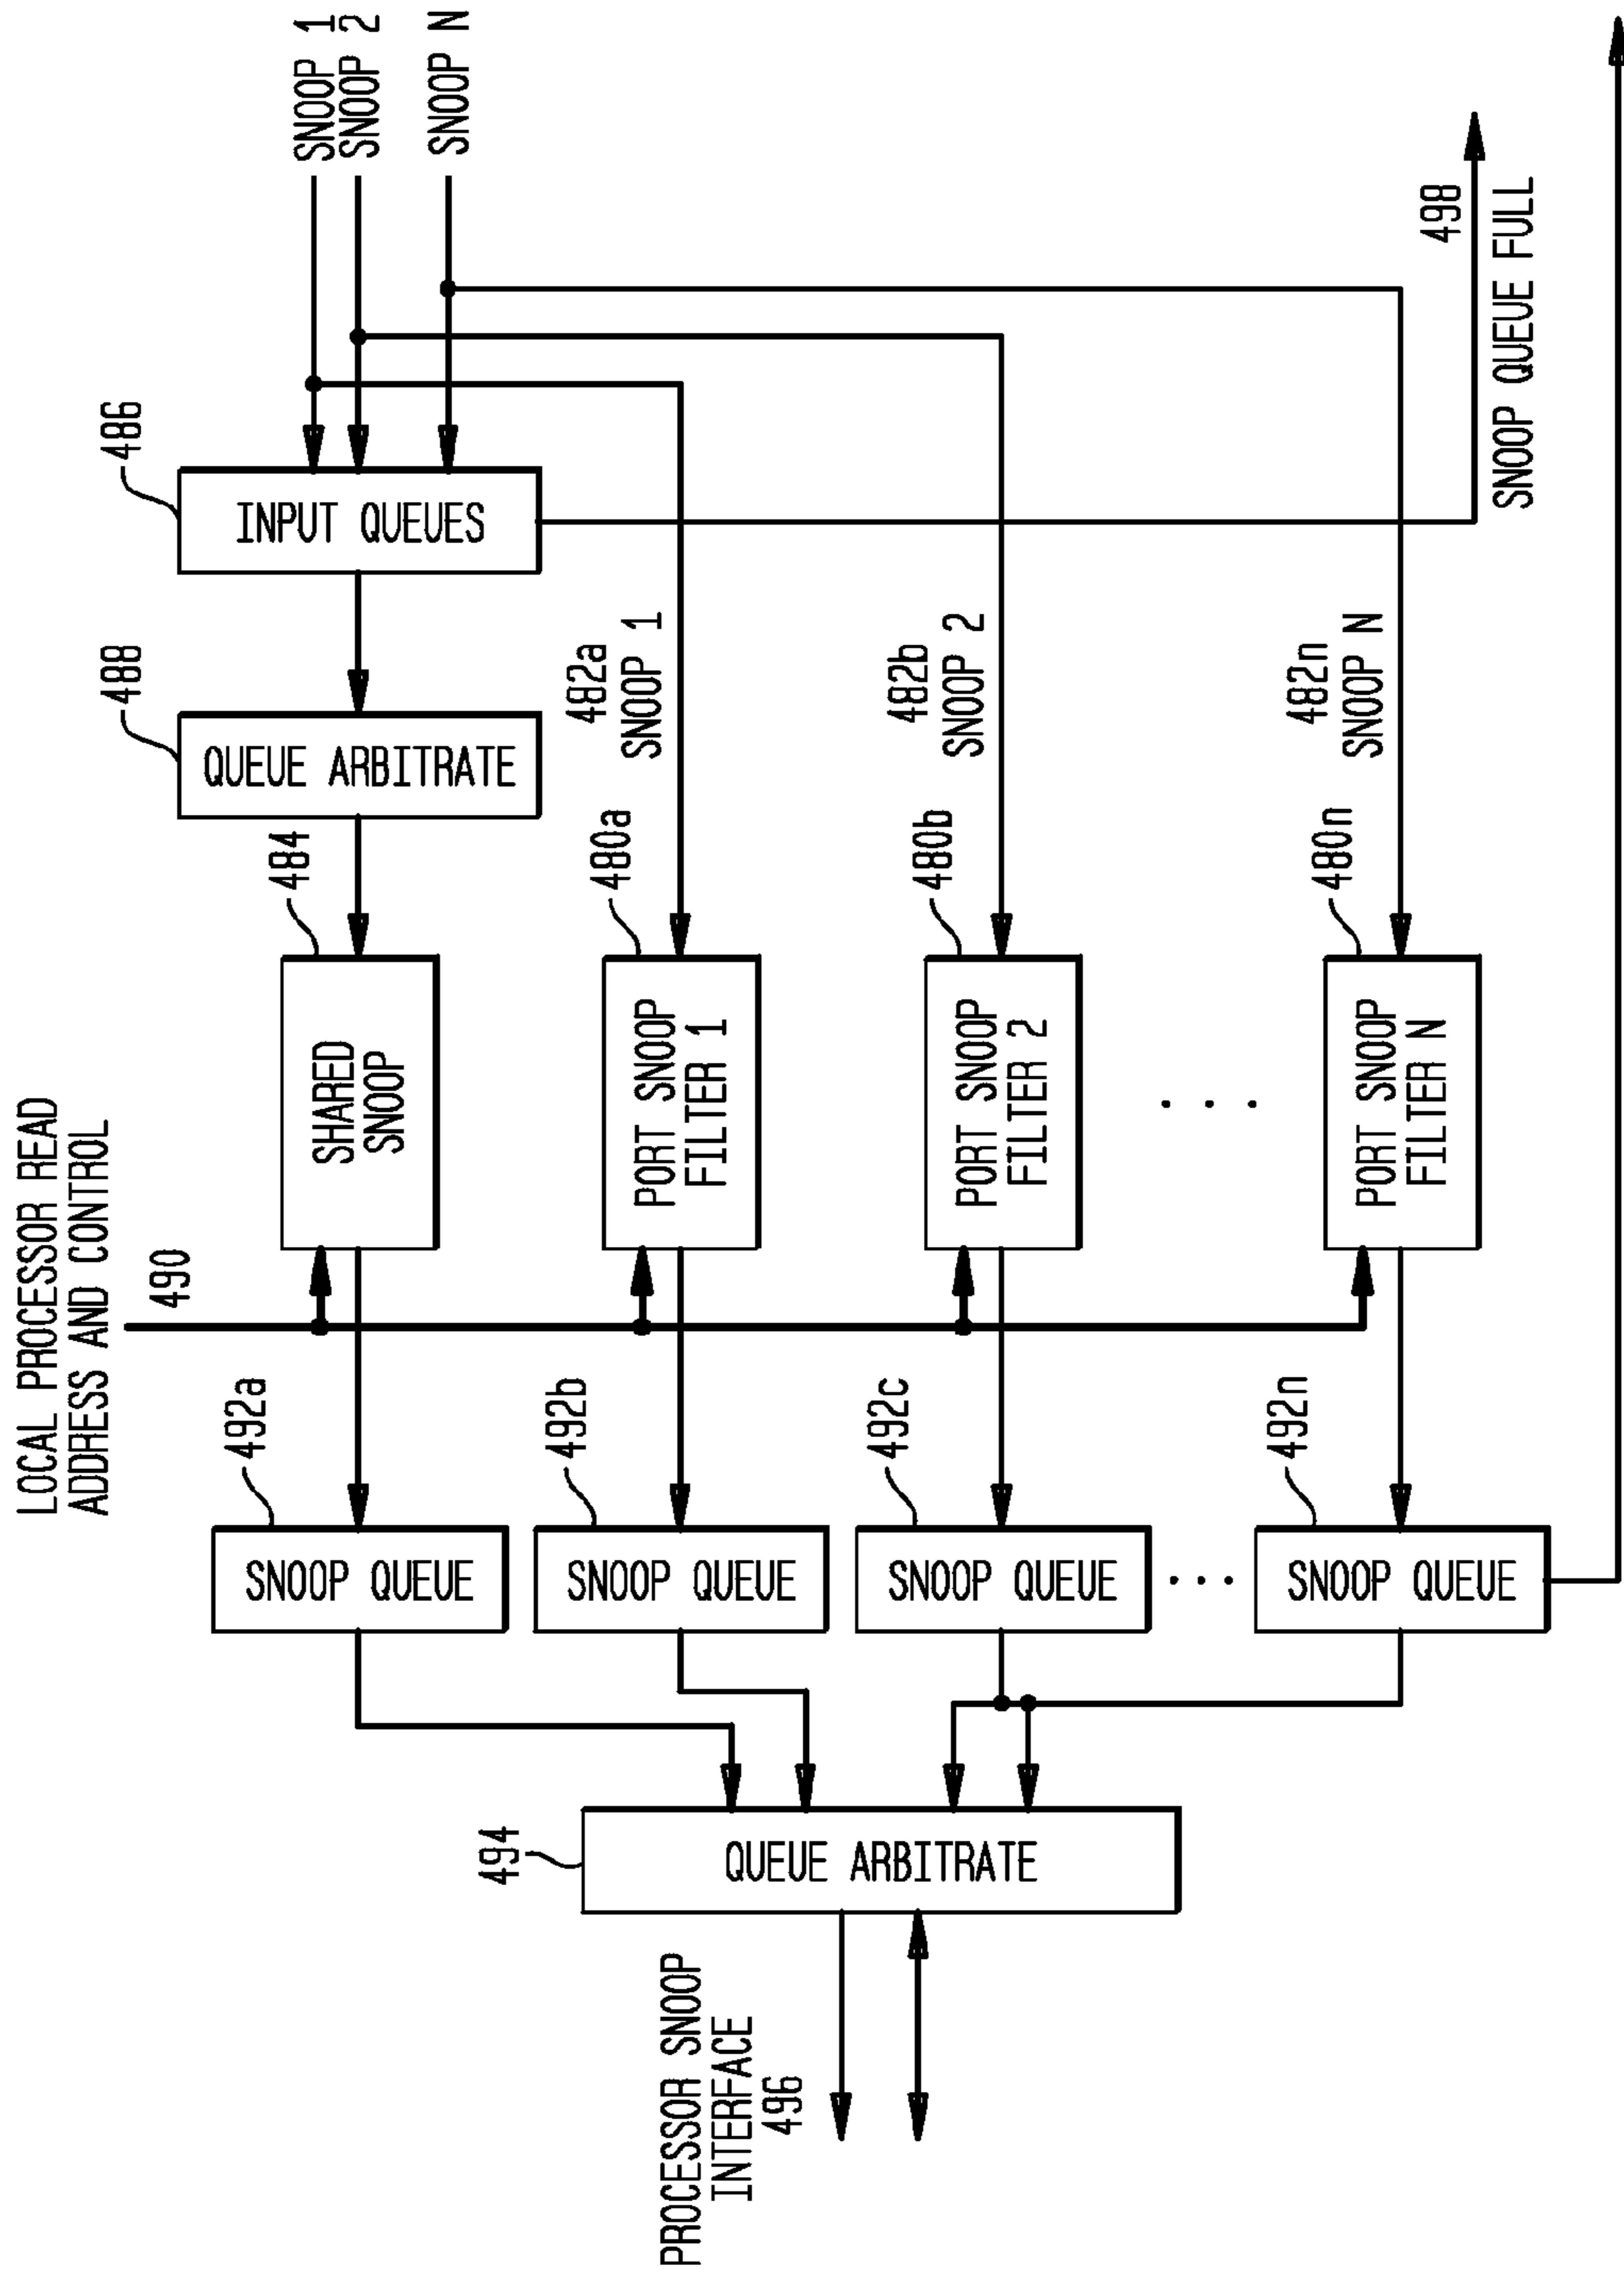 LOCAL PROCESSOR READ
ADDRESS AND CONTROL
490
SNOOP 1
SNOOP 2
SNOOP N
486
INPUT QUEUES
488
QUEUE ARBITRATE
484
SHARED
SNOOP
492a
SNOOP QUEUE
482a
SNOOP 1
480a
PORT SNOOP
FILTER 1
492b
SNOOP QUEUE
482b
SNOOP 2
480b
PORT SNOOP
FILTER 2
492c
SNOOP QUEUE
. . .
. . .
482n
SNOOP N
480n
PORT SNOOP
FILTER N
492n
SNOOP QUEUE
494
QUEUE ARBITRATE
PROCESSOR SNOOP
INTERFACE
496
498
SNOOP QUEUE FULL